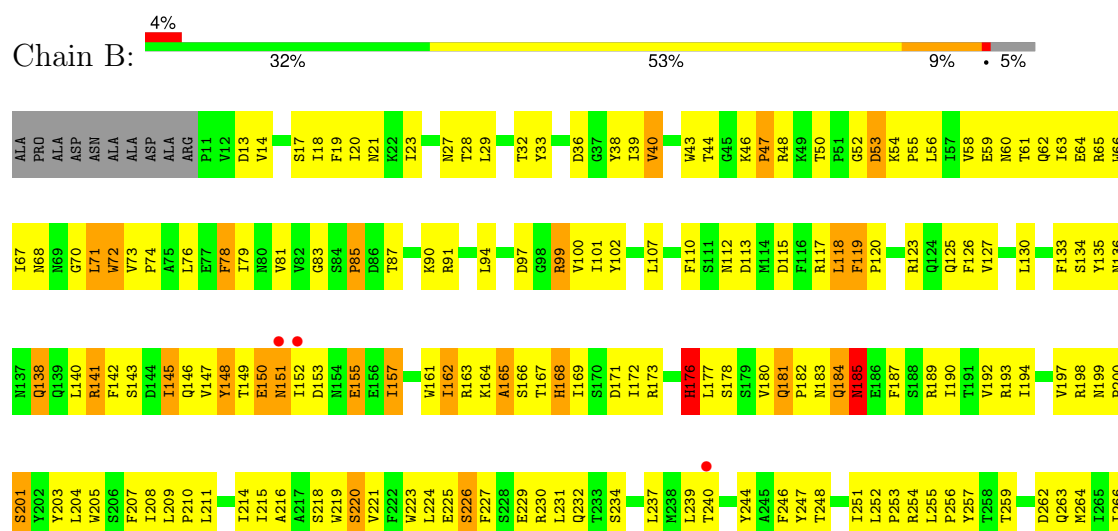 4%
Chain B:
32% 53% 9% • 5%
ALA PRO ALA ASP ASN ALA ALA ASP ALA ARG P11 V12 D13 V14 S17 I18 F19 I20 N21 K22 I23 N27 T28 L29 T32 Y33 D36 G37 Y38 I39 V40 W43 T44 G45 K46 P47 R48 K49 T50 P51 G52 D53 K54 P55 L56 I57 V58 E59 N60 T61 Q62 I63 E64 R65 W66
I67 N68 N69 G70 L71 W72 V73 P74 A75 L76 E77 F78 I79 N80 V81 V82 G83 S84 P85 D86 T87 K90 R91 L94 D97 G98 R99 V100 I101 Y102 L107 F110 S111 N112 D113 M114 D115 F116 R117 L118 F119 P120 R123 Q124 Q125 F126 V127 L130 F133 S134 Y135 N136
N137 Q138 Q139 L140 R141 F142 S143 D144 I145 Q146 V147 Y148 T149 E150 N151 I152 D153 N154 E155 E156 I157 W161 I162 R163 K164 A165 S166 T167 H168 I169 S170 D171 I172 R173 H176 L177 S178 S179 V180 Q181 P182 N183 Q184 N185 E186 F187 S188 R189 I190 T191 V192 R193 I194 V197 R198 N199 P200
S201 Y202 Y203 L204 W205 S206 F207 I208 L209 P210 L211 I214 I215 A216 A217 S218 W219 S220 V221 F222 W223 L224 E225 S226 F227 S228 E229 R230 L231 Q232 T233 S234 L237 M238 L239 T240 Y244 A245 F246 Y247 T248 I251 L252 P253 R254 L255 P256 Y257 T258 T259 D262 Q263 M264 I265 I266